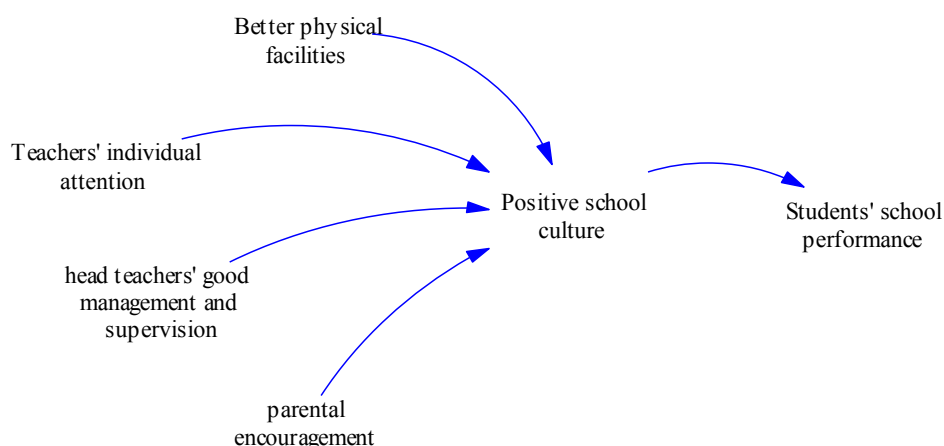 Better physical
facilities
Teachers' individual
attention
Positive school
culture
Students' school
performance
head teachers' good
management and
supervision
parental
encouragement